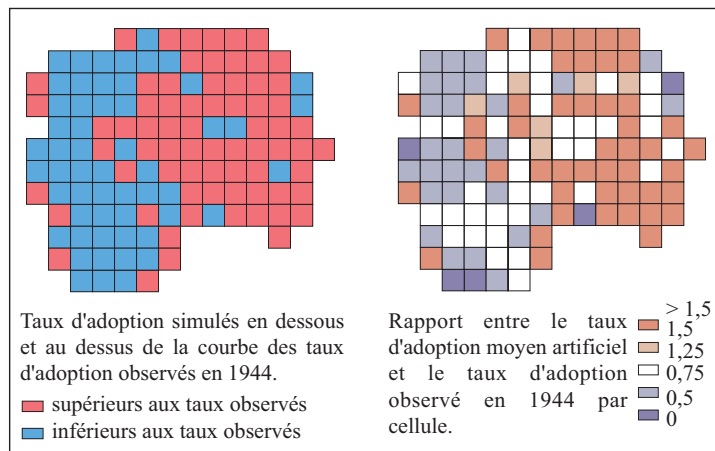 Taux d'adoption simulés en dessous
et au dessus de la courbe des taux
d'adoption observés en 1944.
supérieurs aux taux observés
inférieurs aux taux observés
Rapport entre le taux
d'adoption moyen artificiel
et le taux d'adoption
observé en 1944 par
cellule.
> 1,5
1,5
1,25
0,75
0,5
0